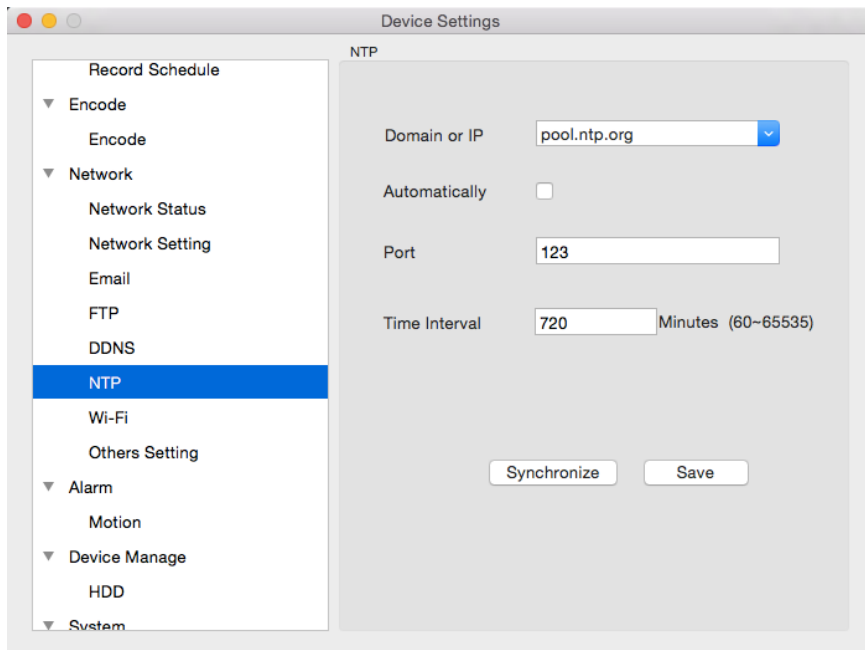 Device Settings
Record Schedule
Encode
Encode
Network
Network Status
Network Setting
Email
FTP
DDNS
NTP
Wi-Fi
Others Setting
Alarm
Motion
Device Manage
HDD
System
NTP
Domain or IP pool.ntp.org
Automatically
Port 123
Time Interval 720 Minutes (60~65535)
Synchronize Save